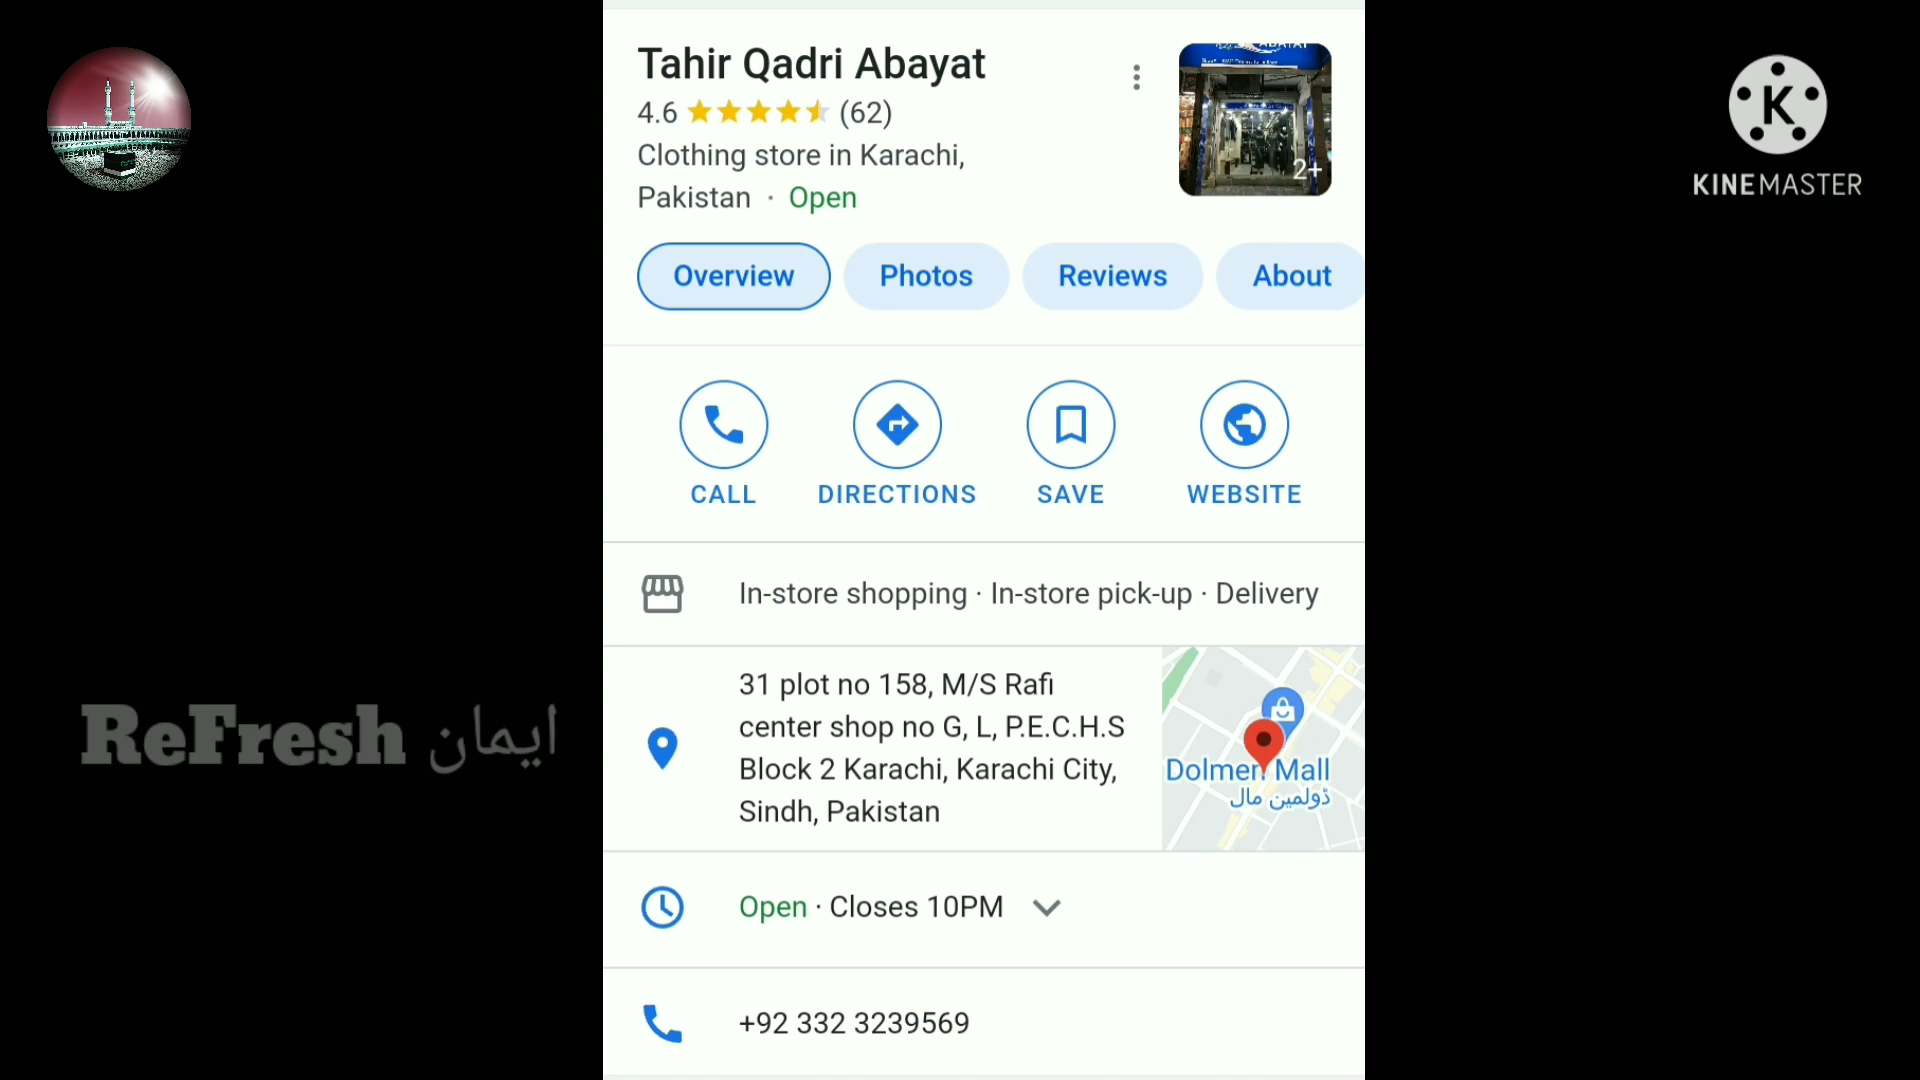 Tahir Qadri Abayat
4.6 (62)
Clothing store in Karachi,
Pakistan · Open
2+
K
KINEMASTER
Overview
Photos
Reviews
About
CALL
DIRECTIONS
SAVE
WEBSITE
In-store shopping · In-store pick-up · Delivery
31 plot no 158, M/S Rafi
center shop no G, L, P.E.C.H.S
Block 2 Karachi, Karachi City,
Sindh, Pakistan
Dolmen Mall
ڈولمین مال
ReFresh ایمان
Open · Closes 10PM
+92 332 3239569